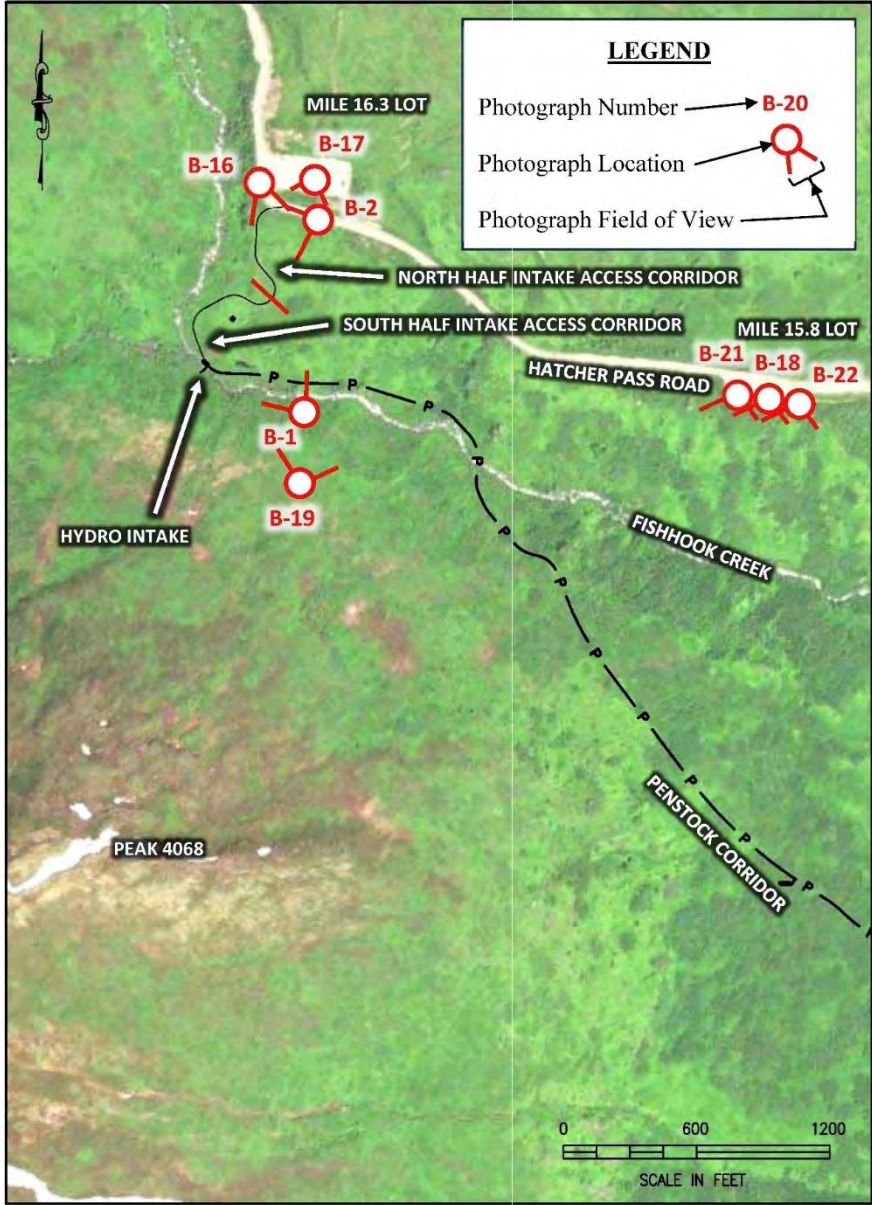 LEGEND
Photograph Number B-20
Photograph Location
Photograph Field of View
MILE 16.3 LOT
B-17
B-16
B-2
NORTH HALF INTAKE ACCESS CORRIDOR
SOUTH HALF INTAKE ACCESS CORRIDOR
MILE 15.8 LOT
B-21
B-18
B-22
HATCHER PASS ROAD
P
P
P
B-1
P
B-19
HYDRO INTAKE
P
FISHHOOK CREEK
P
P
P
P
PENSTOCK CORRIDOR
P
PEAK 4068
P
P
0 600 1200
SCALE IN FEET